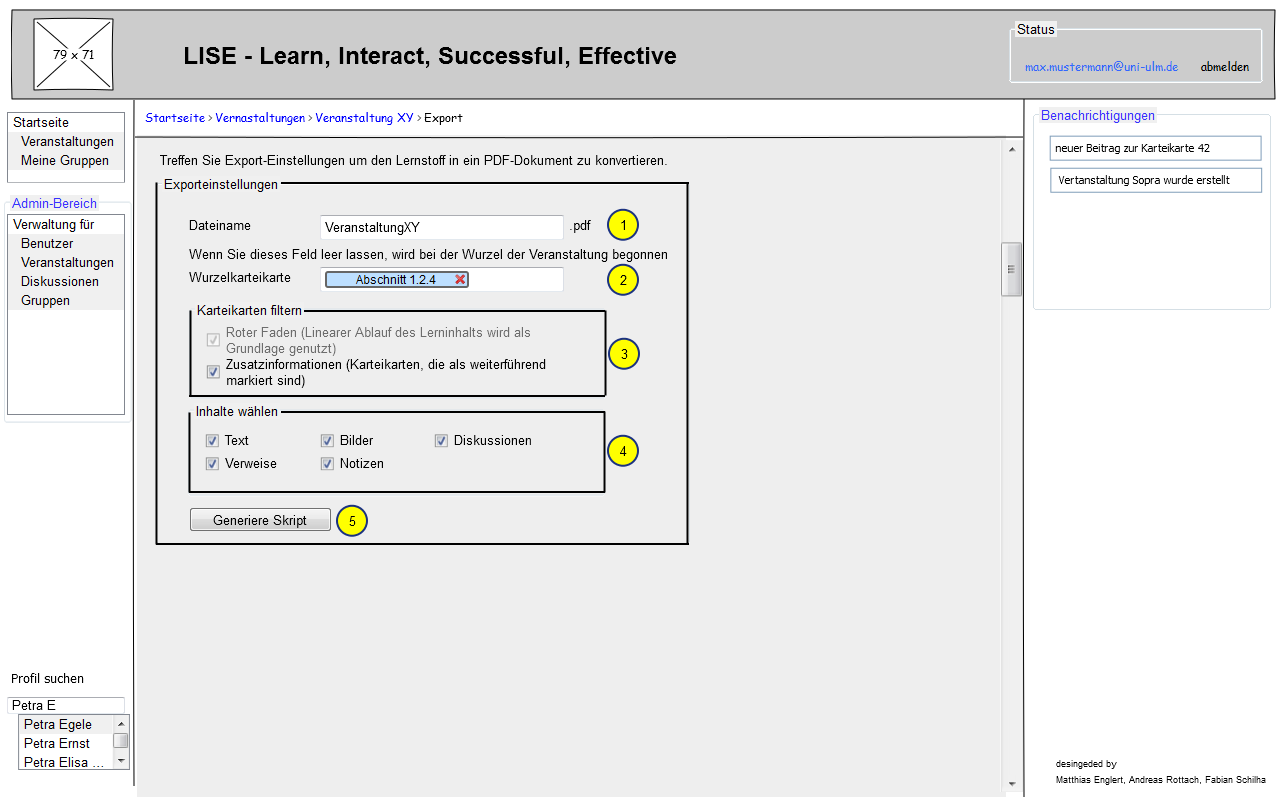 79 x 71
LISE - Learn, Interact, Successful, Effective
Status
max.mustermann@uni-ulm.de abmelden
Startseite
Veranstaltungen
Meine Gruppen
Admin-Bereich
Verwaltung für
Benutzer
Veranstaltungen
Diskussionen
Gruppen
Profil suchen
Petra E
Petra Egele
Petra Ernst
Petra Elisa ...
Startseite > Vernastaltungen > Veranstaltung XY > Export
Treffen Sie Export-Einstellungen um den Lernstoff in ein PDF-Dokument zu konvertieren.
Exporteinstellungen
Dateiname VeranstaltungXY .pdf 1
Wenn Sie dieses Feld leer lassen, wird bei der Wurzel der Veranstaltung begonnen
Wurzelkarteikarte Abschnitt 1.2.4 2
Karteikarten filtern
Roter Faden (Linearer Ablauf des Lerninhalts wird als
Grundlage genutzt)
3
Zusatzinformationen (Karteikarten, die als weiterführend
markiert sind)
Inhalte wählen
Text Bilder Diskussionen
4
Verweise Notizen
Generiere Skript 5
Benachrichtigungen
neuer Beitrag zur Karteikarte 42
Vertanstaltung Sopra wurde erstellt
desingeded by
Matthias Englert, Andreas Rottach, Fabian Schilha